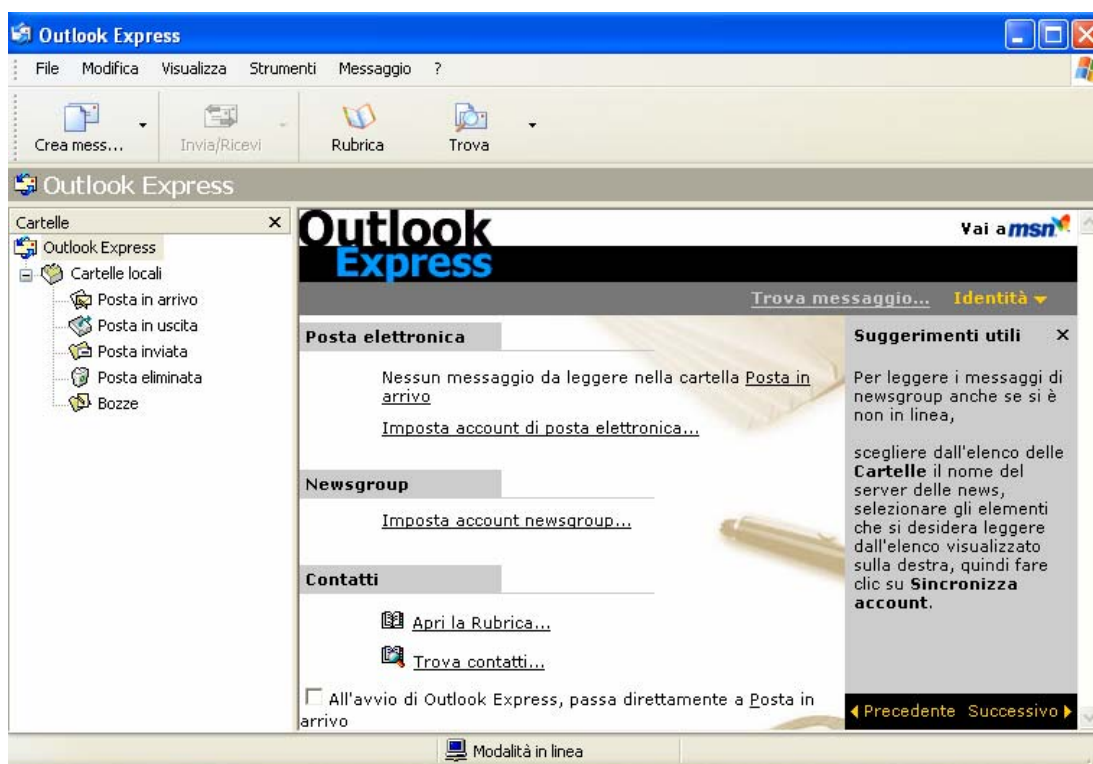 Outlook Express
File Modifica Visualizza Strumenti Messaggio ?
Crea mess... Invia/Ricevi Rubrica Trova
Outlook Express
Cartelle
Outlook Express
Cartelle locali
Posta in arrivo
Posta in uscita
Posta inviata
Posta eliminata
Bozze
Outlook
Express
Vai a msn
Trova messaggio... Identità
Posta elettronica
Nessun messaggio da leggere nella cartella Posta in
arrivo
Imposta account di posta elettronica...
Newsgroup
Imposta account newsgroup...
Contatti
Apri la Rubrica...
Trova contatti...
All'avvio di Outlook Express, passa direttamente a Posta in
arrivo
Suggerimenti utili
Per leggere i messaggi di
newsgroup anche se si è
non in linea,
scegliere dall'elenco delle
Cartelle il nome del
server delle news,
selezionare gli elementi
che si desidera leggere
dall'elenco visualizzato
sulla destra, quindi fare
clic su Sincronizza
account.
Precedente Successivo
Modalità in linea